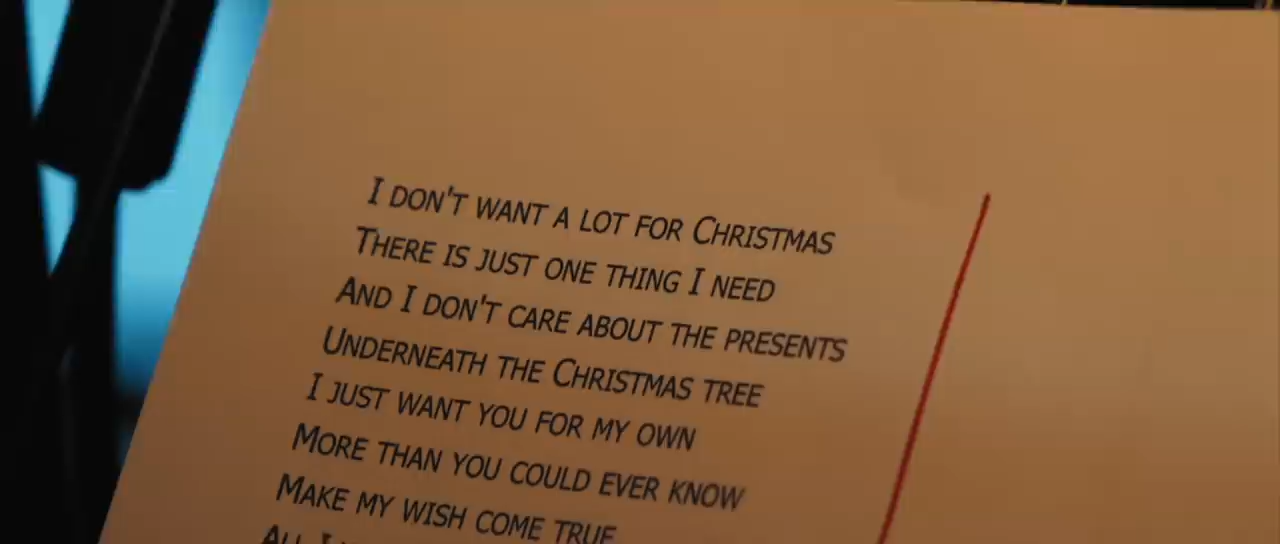 I DON'T WANT A LOT FOR CHRISTMAS
THERE IS JUST ONE THING I NEED
AND I DON'T CARE ABOUT THE PRESENTS
UNDERNEATH THE CHRISTMAS TREE
I JUST WANT YOU FOR MY OWN
MORE THAN YOU COULD EVER KNOW
MAKE MY WISH COME TRUE
ALL I